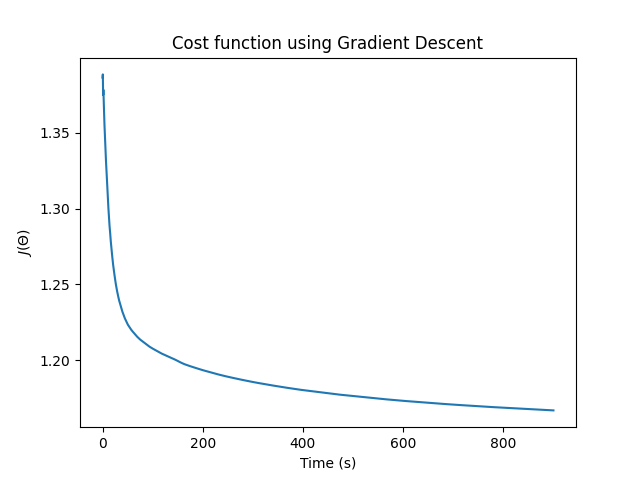 Cost function using Gradient Descent
J(Θ)
1.35
1.30
1.25
1.20
0 200 400 600 800
Time (s)